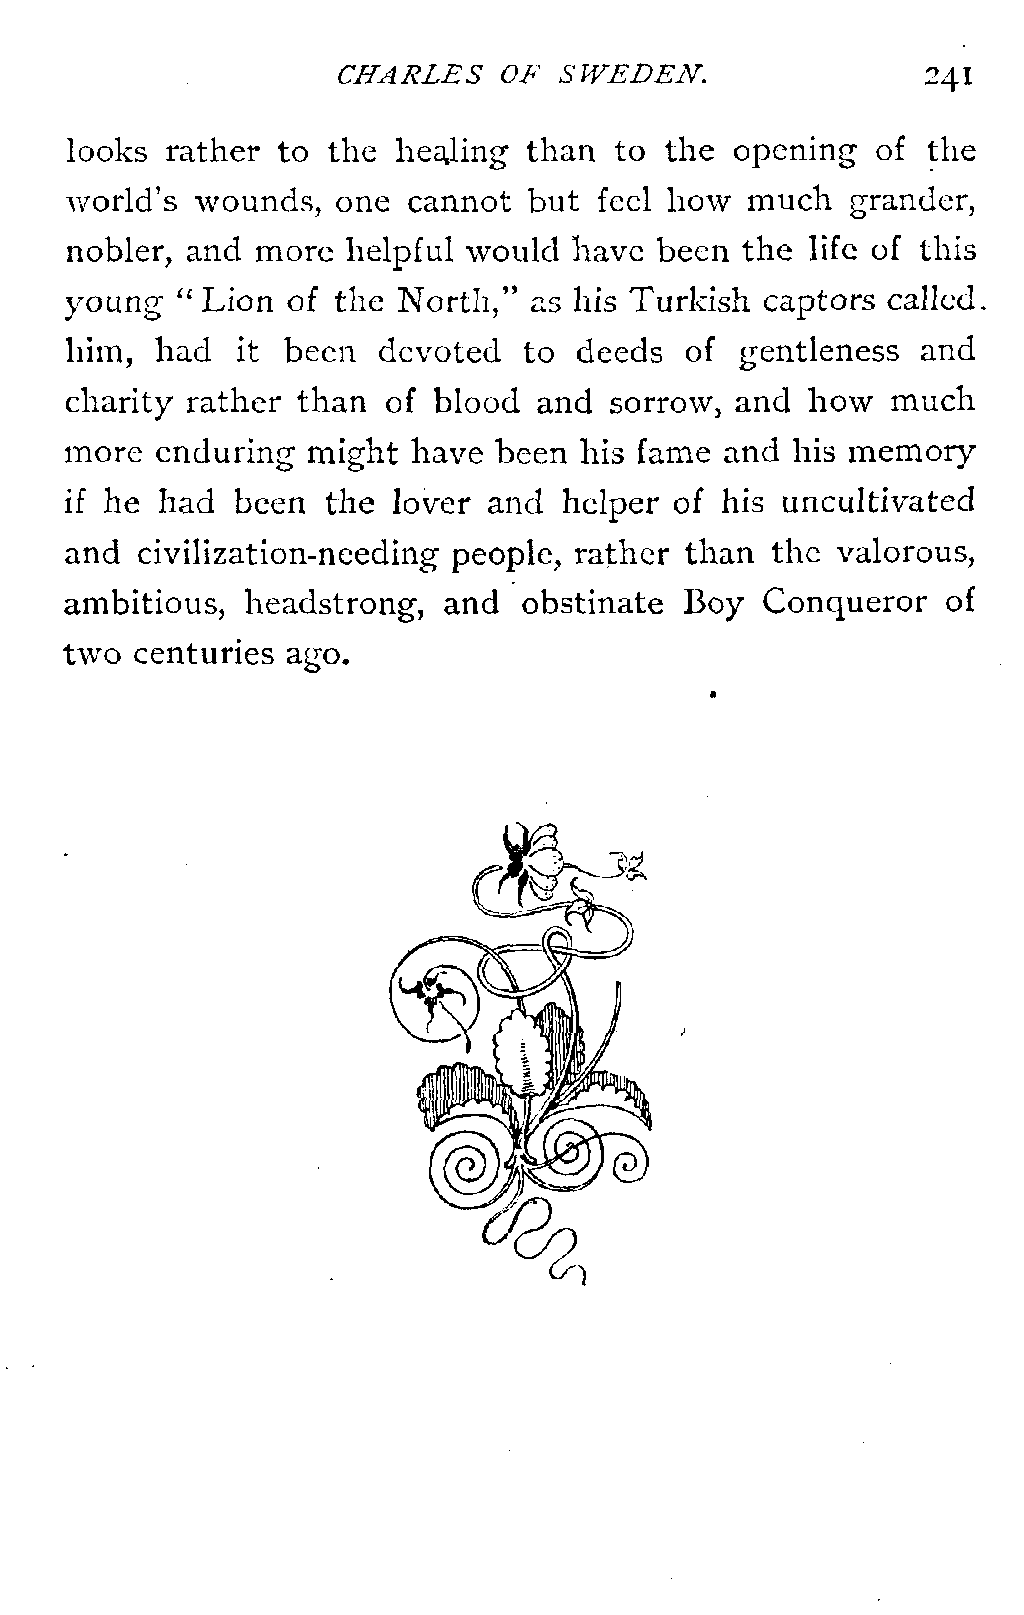 CHARLES OF SWEDEN. 241
looks rather to the healing than to the opening of the
world's wounds, one cannot but feel how much grander,
nobler, and more helpful would have been the life of this
young “Lion of the North,” as his Turkish captors called
him, had it been devoted to deeds of gentleness and
charity rather than of blood and sorrow, and how much
more enduring might have been his fame and his memory
if he had been the lover and helper of his uncultivated
and civilization-needing people, rather than the valorous,
ambitious, headstrong, and obstinate Boy Conqueror of
two centuries ago.